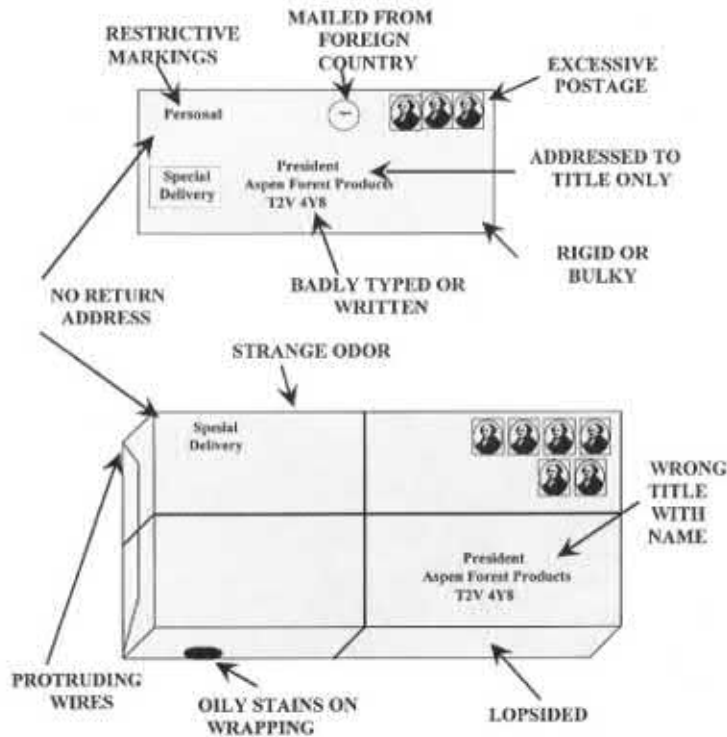 RESTRICTIVE
MARKINGS
MAILED FROM
FOREIGN
COUNTRY
EXCESSIVE
POSTAGE
Personal
Special
Delivery
President
Aspen Forest Products
T2V 4Y8
ADDRESSED TO
TITLE ONLY
RIGID OR
BULKY
BADLY TYPED OR
WRITTEN
NO RETURN
ADDRESS
STRANGE ODOR
Spesial
Delivery
WRONG
TITLE
WITH
NAME
President
Aspen Forest Products
T2V 4Y8
PROTRUDING
WIRES
OILY STAINS ON
WRAPPING
LOPSIDED